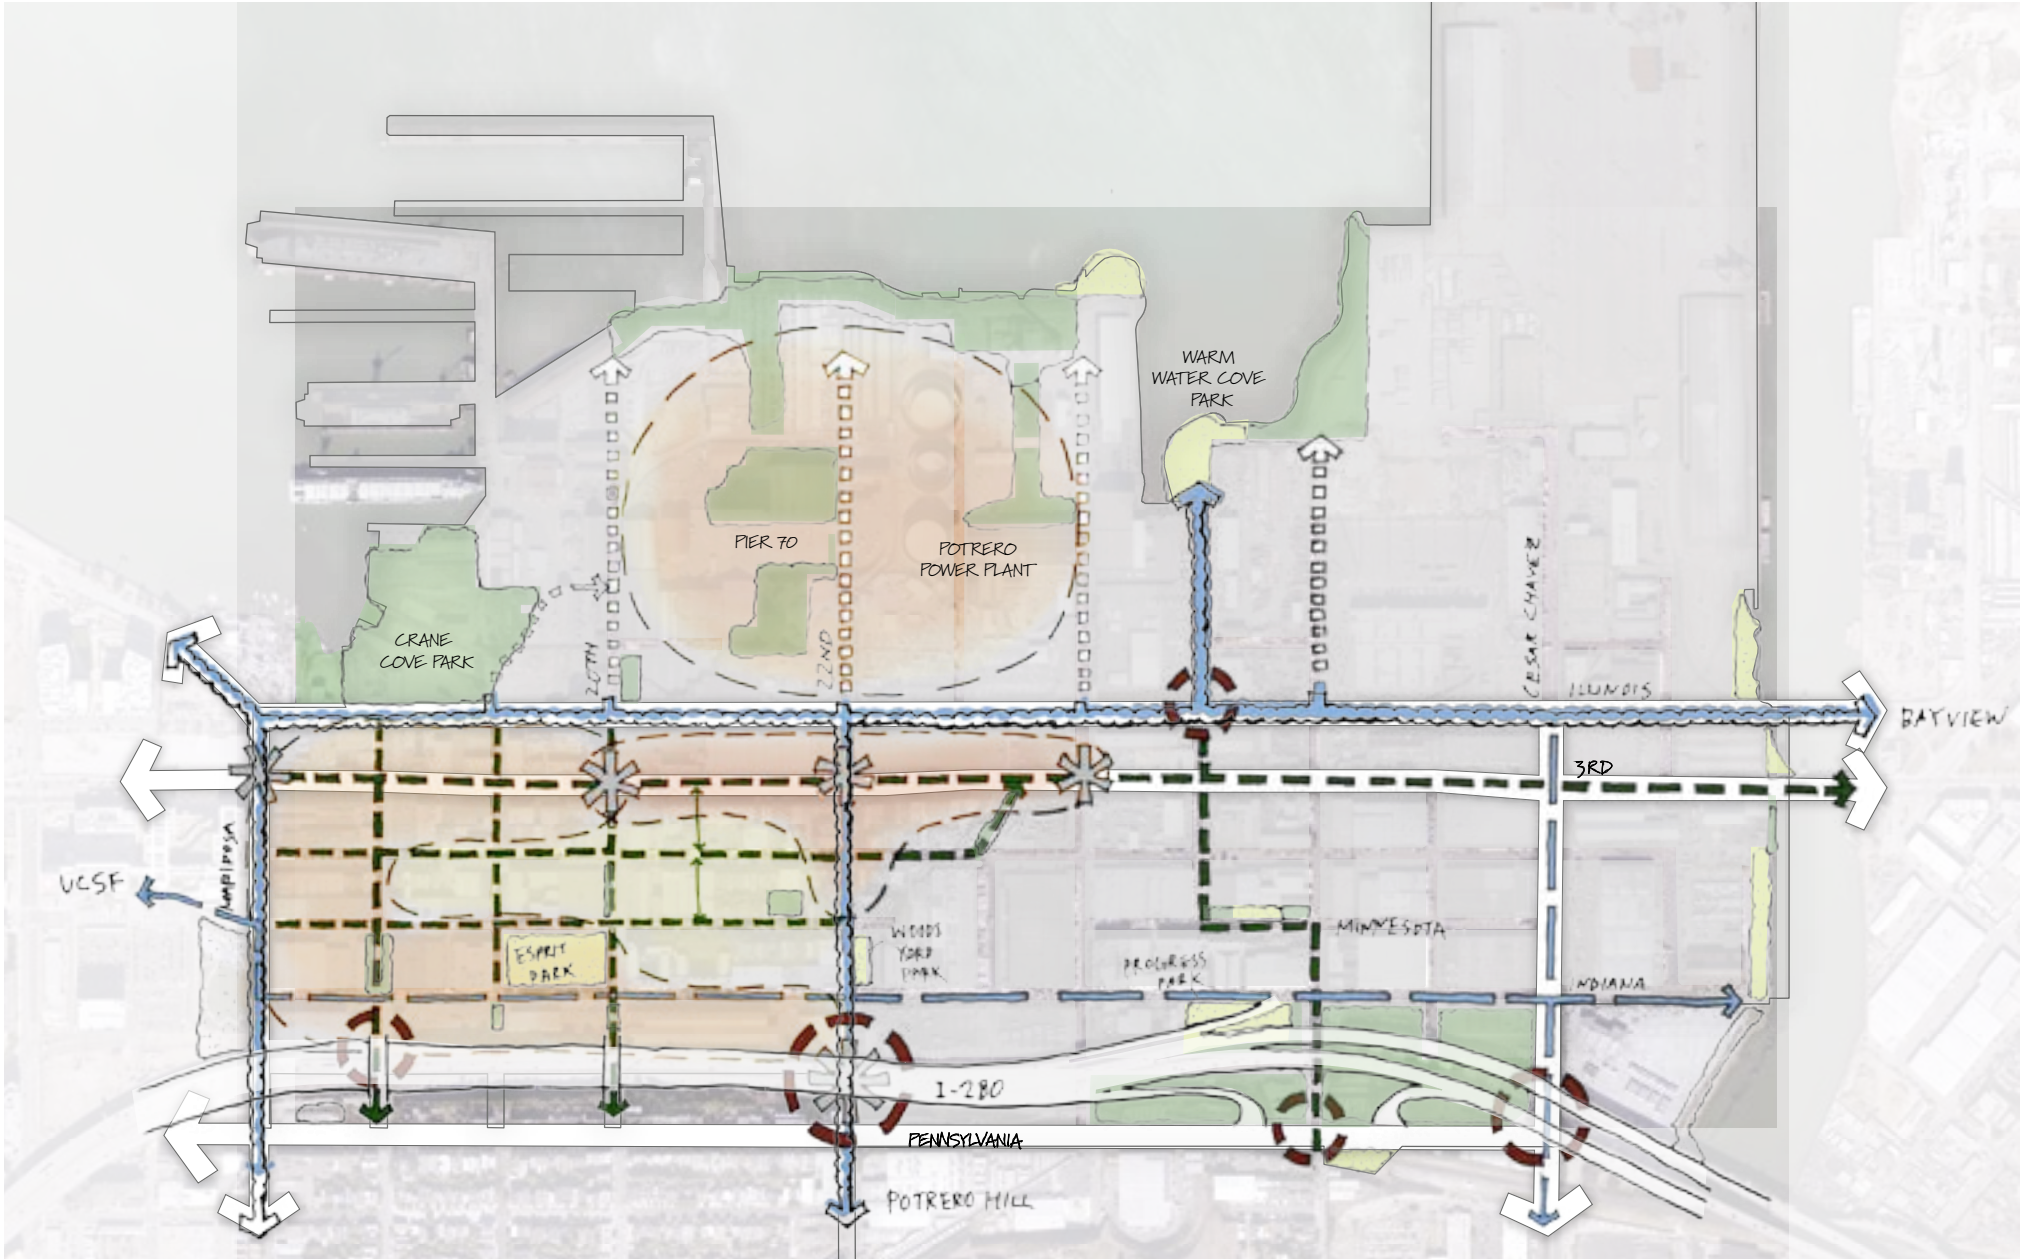 WARM
WATER COVE
PARK
PIER 70
POTRERO
POWER PLANT
CRANE
COVE PARK
20TH
22ND
CESAR CHAVEZ
ILLINOIS
BAYVIEW
3RD
MARIPOSA
UCSF
ESPRIT
PARK
WOODS
YARD
PARK
MINNESOTA
PROGRESS
PARK
INDIANA
I-280
PENNSYLVANIA
POTRERO HILL